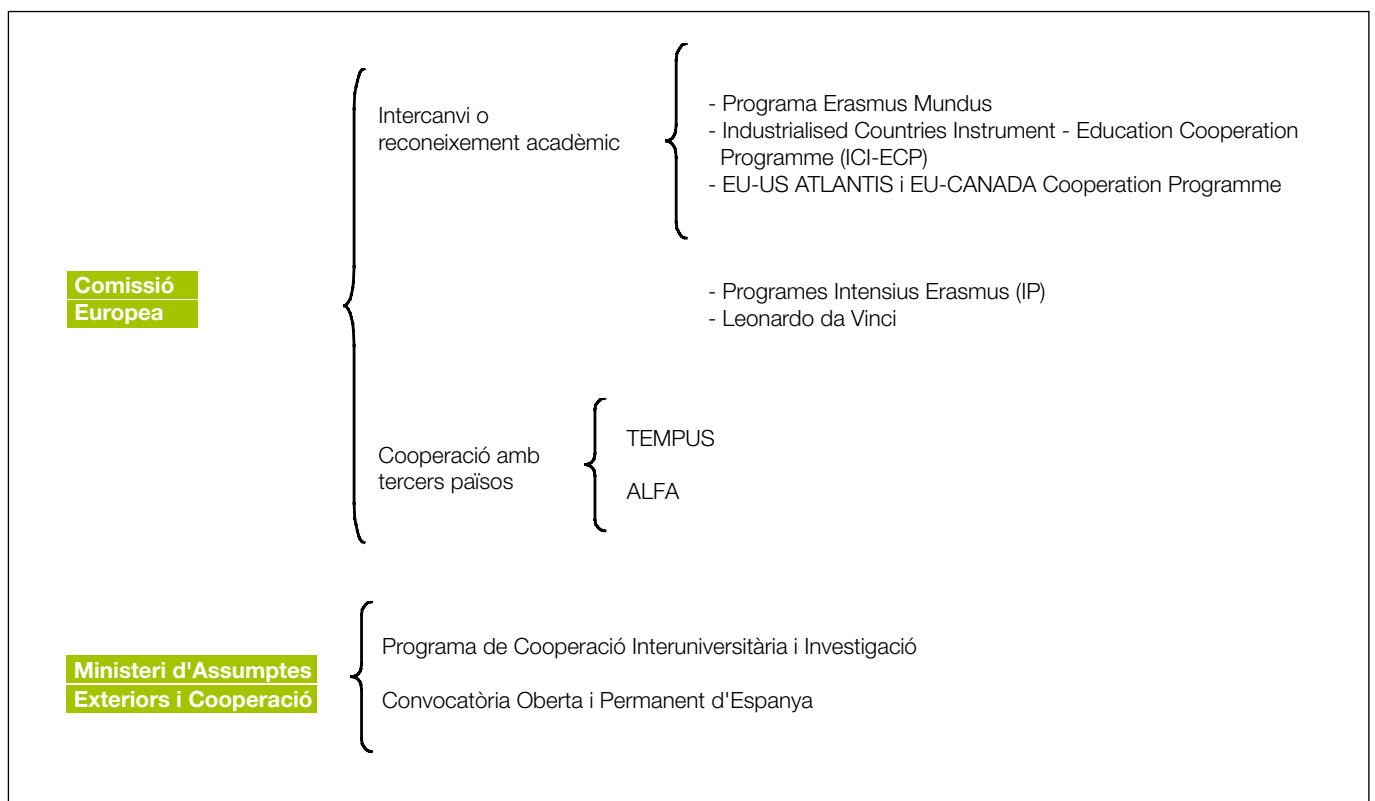 Intercanvi o
reconeixement acadèmic
- Programa Erasmus Mundus
- Industrialised Countries Instrument - Education Cooperation
Programme (ICI-ECP)
- EU-US ATLANTIS i EU-CANADA Cooperation Programme
Comissió
Europea
- Programes Intensius Erasmus (IP)
- Leonardo da Vinci
Cooperació amb
tercers països
TEMPUS
ALFA
Ministeri d'Assumptes
Exteriors i Cooperació
Programa de Cooperació Interuniversitària i Investigació
Convocatòria Oberta i Permanent d'Espanya